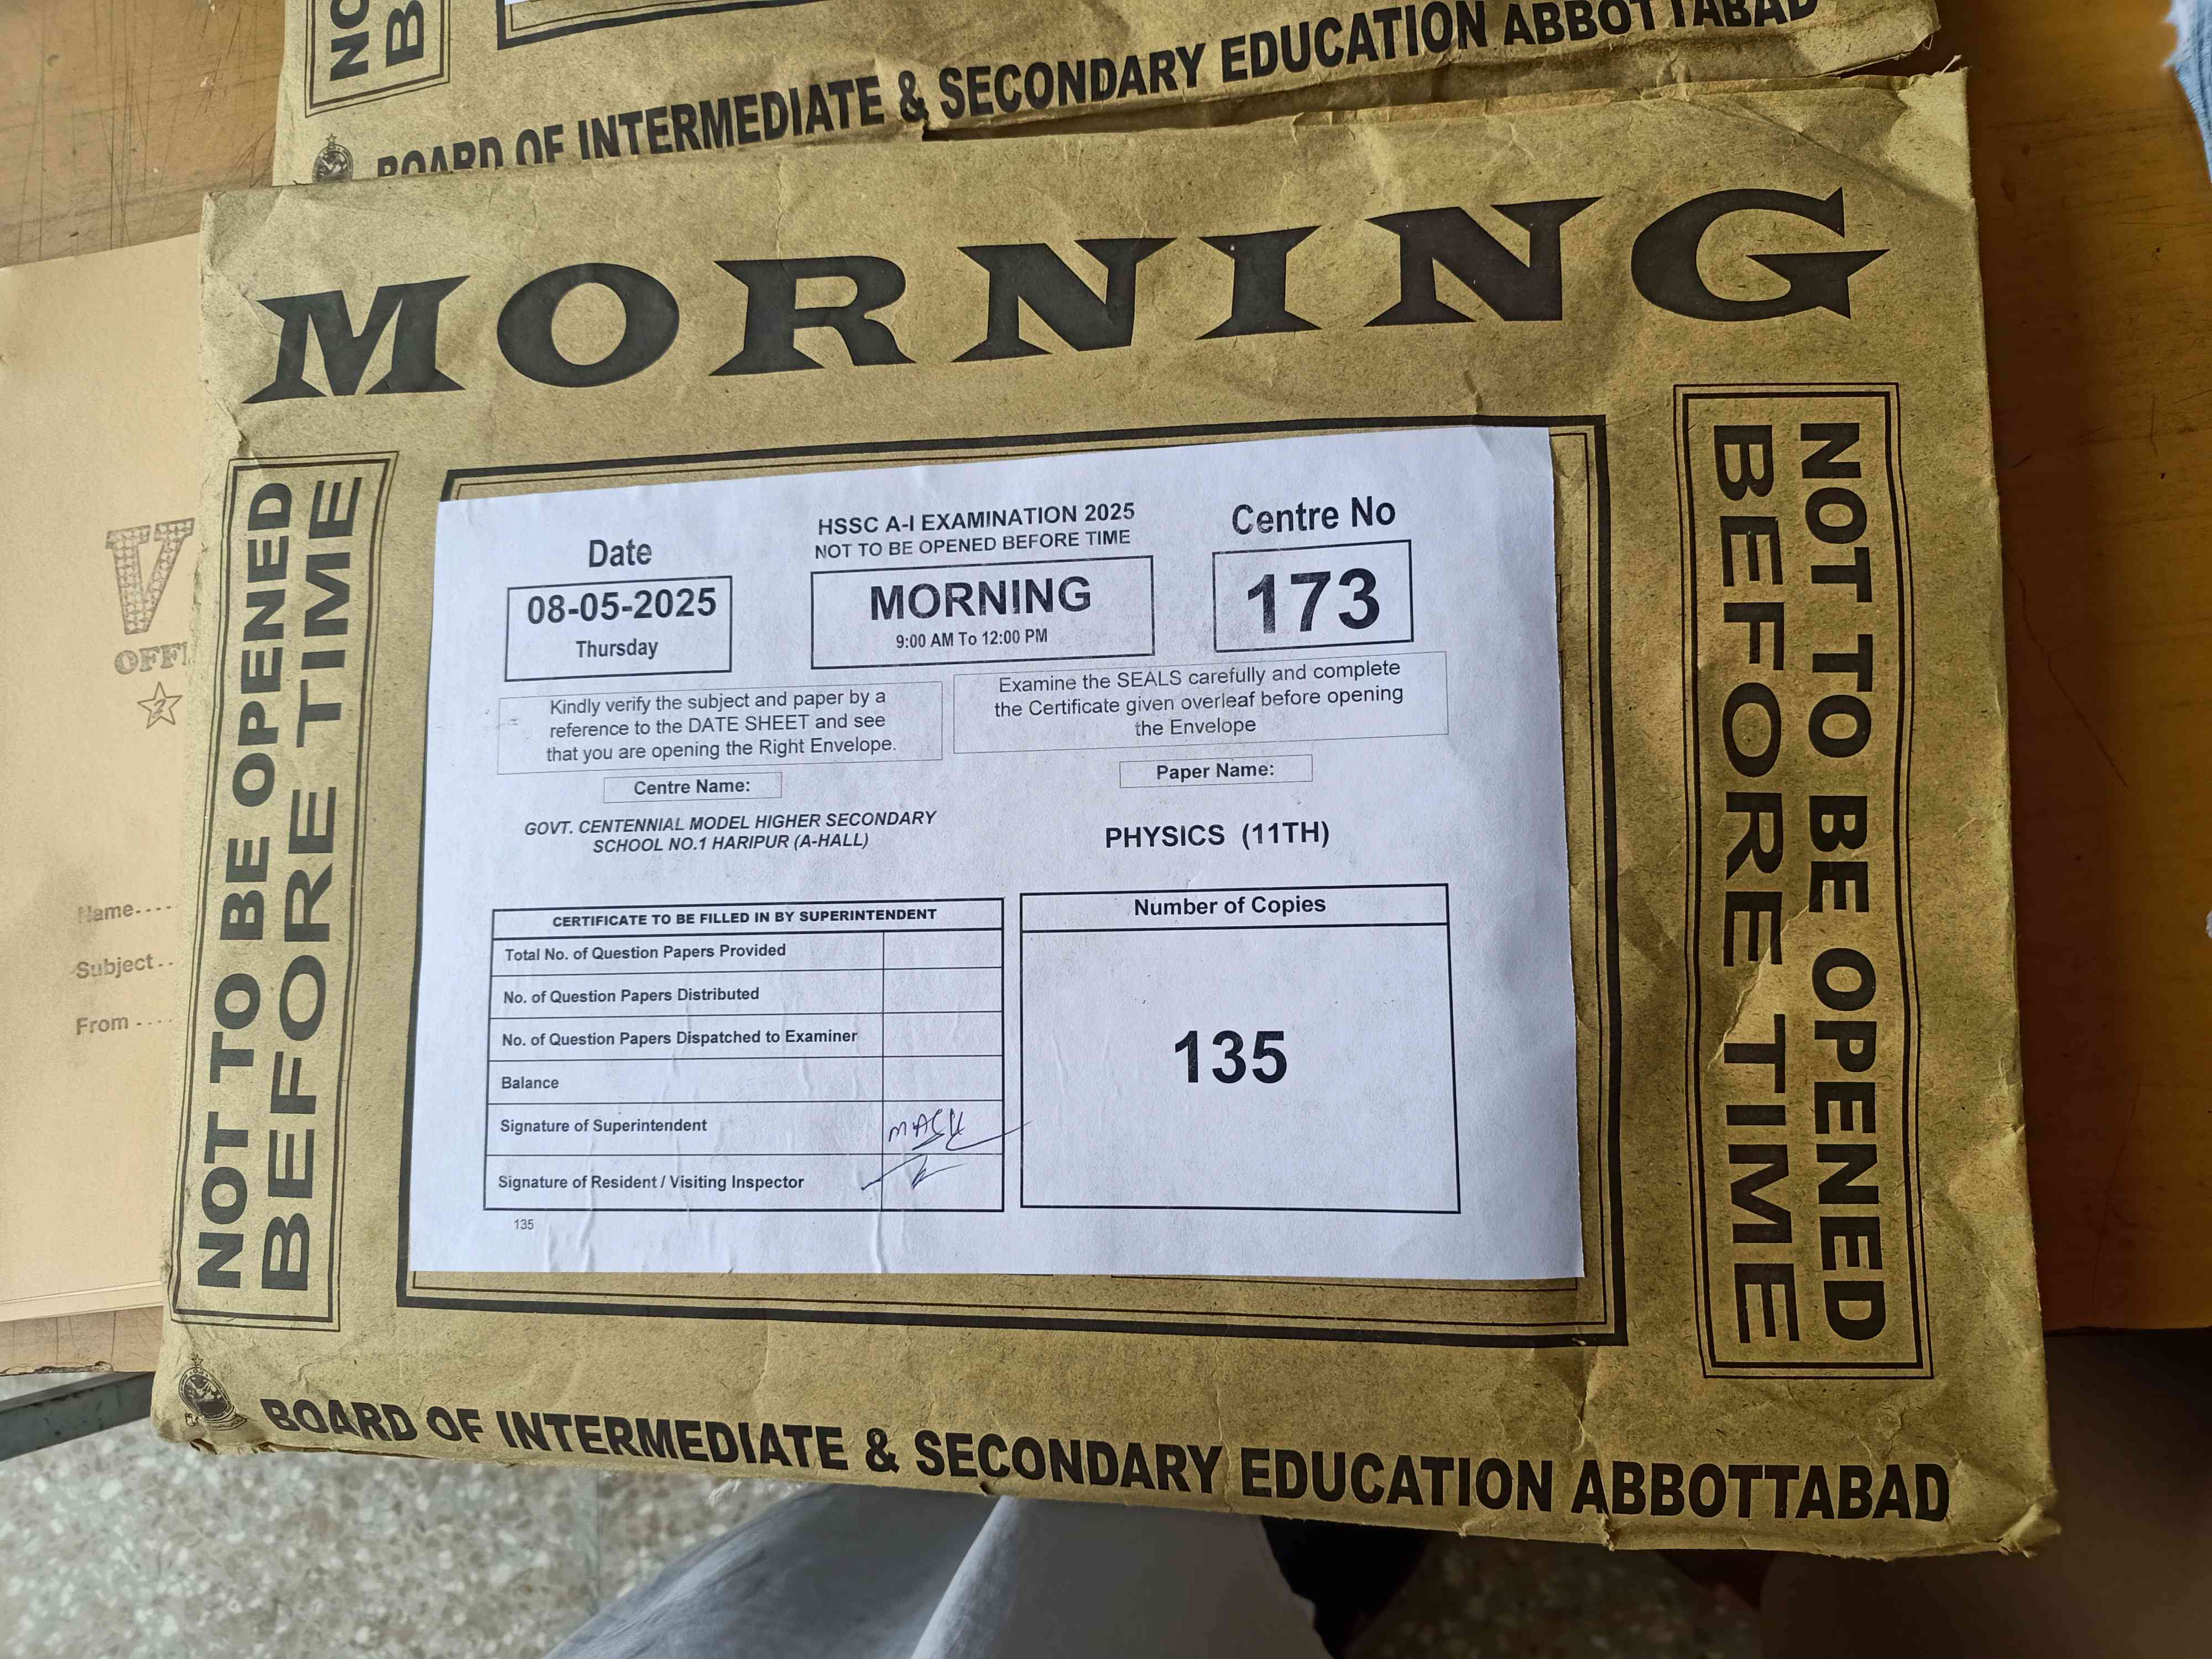 NO
B
BOARD OF INTERMEDIATE & SECONDARY EDUCATION ABBOTTABAD
MORNING
NOT TO BE OPENED
BEFORE TIME
Date
08-05-2025
Thursday
HSSC A-I EXAMINATION 2025
NOT TO BE OPENED BEFORE TIME
MORNING
9:00 AM To 12:00 PM
Centre No
173
Kindly verify the subject and paper by a
reference to the DATE SHEET and see
that you are opening the Right Envelope.
Examine the SEALS carefully and complete
the Certificate given overleaf before opening
the Envelope
Centre Name:
GOVT. CENTENNIAL MODEL HIGHER SECONDARY
SCHOOL NO.1 HARIPUR (A-HALL)
Paper Name:
PHYSICS (11TH)
CERTIFICATE TO BE FILLED IN BY SUPERINTENDENT
Total No. of Question Papers Provided
No. of Question Papers Distributed
No. of Question Papers Dispatched to Examiner
Balance
Signature of Superintendent
Signature of Resident / Visiting Inspector
135
Number of Copies
135
NOT TO BE OPENED
BEFORE TIME
BOARD OF INTERMEDIATE & SECONDARY EDUCATION ABBOTTABAD
V
OFFI
2
Name....
Subject..
From ....